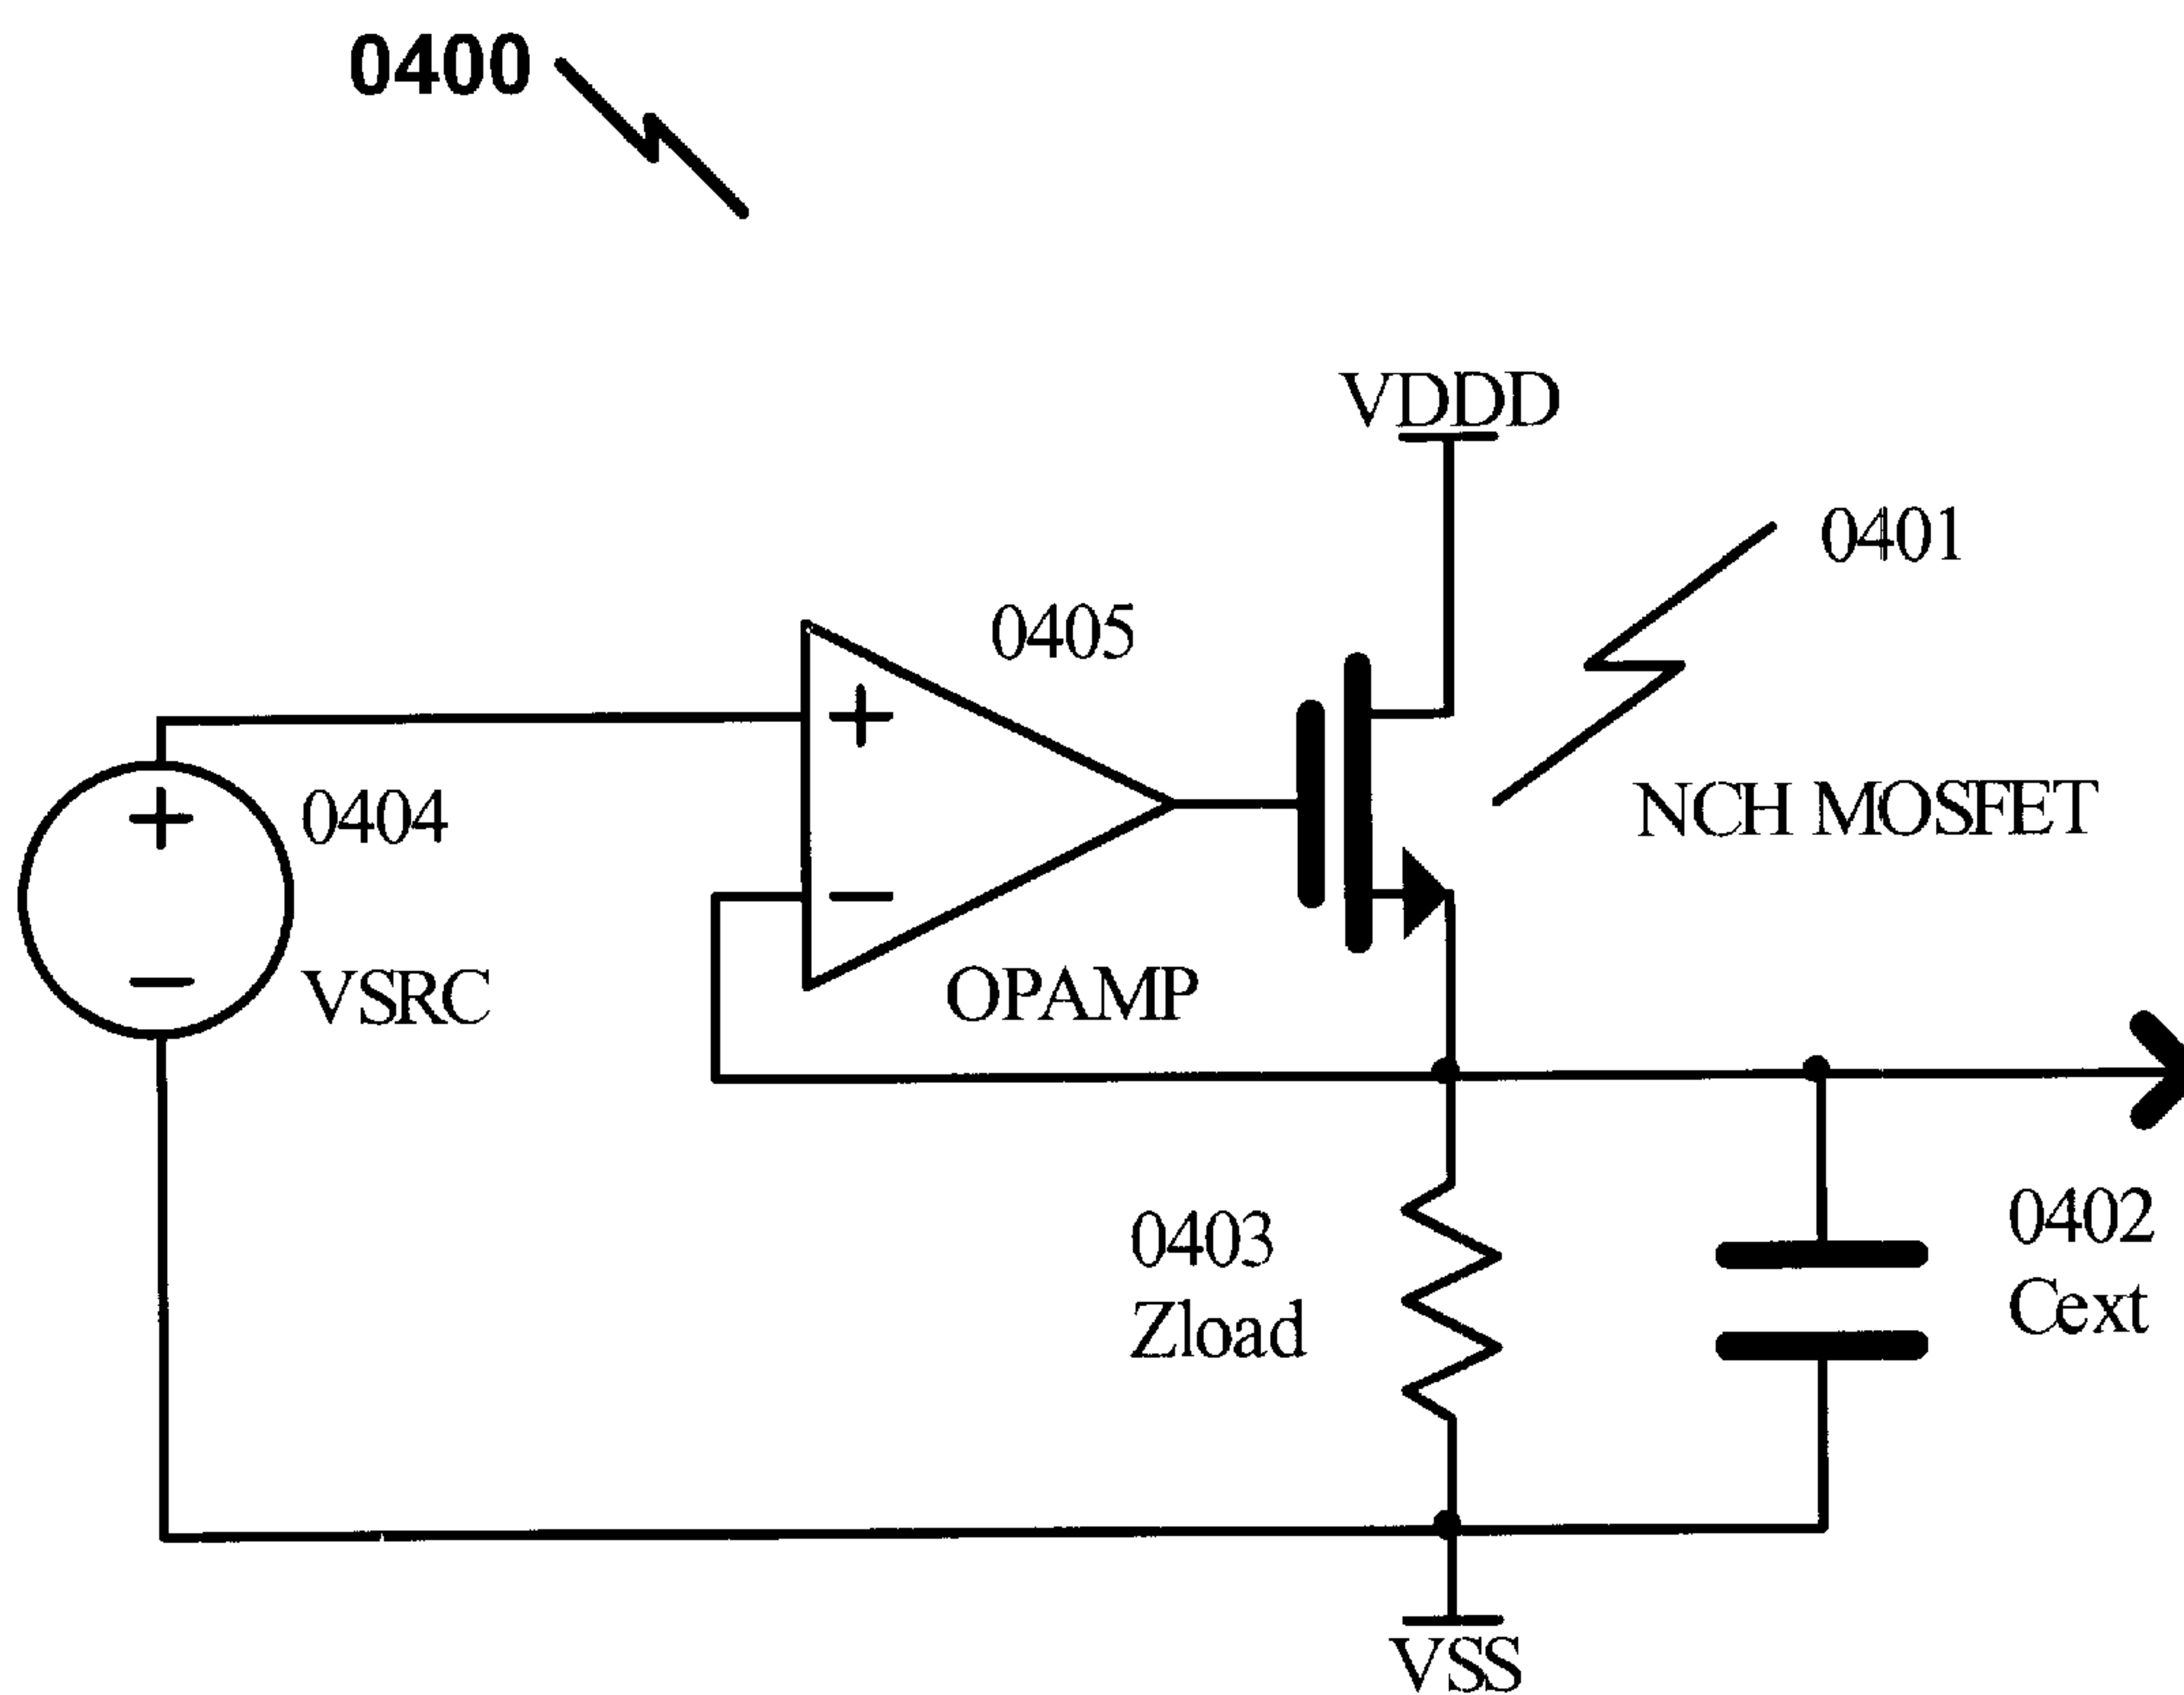 0400
VDDD
0401
0405
NCH MOSFET
0404
VSRC
OPAMP
0403
Zload
0402
Cext
VSS